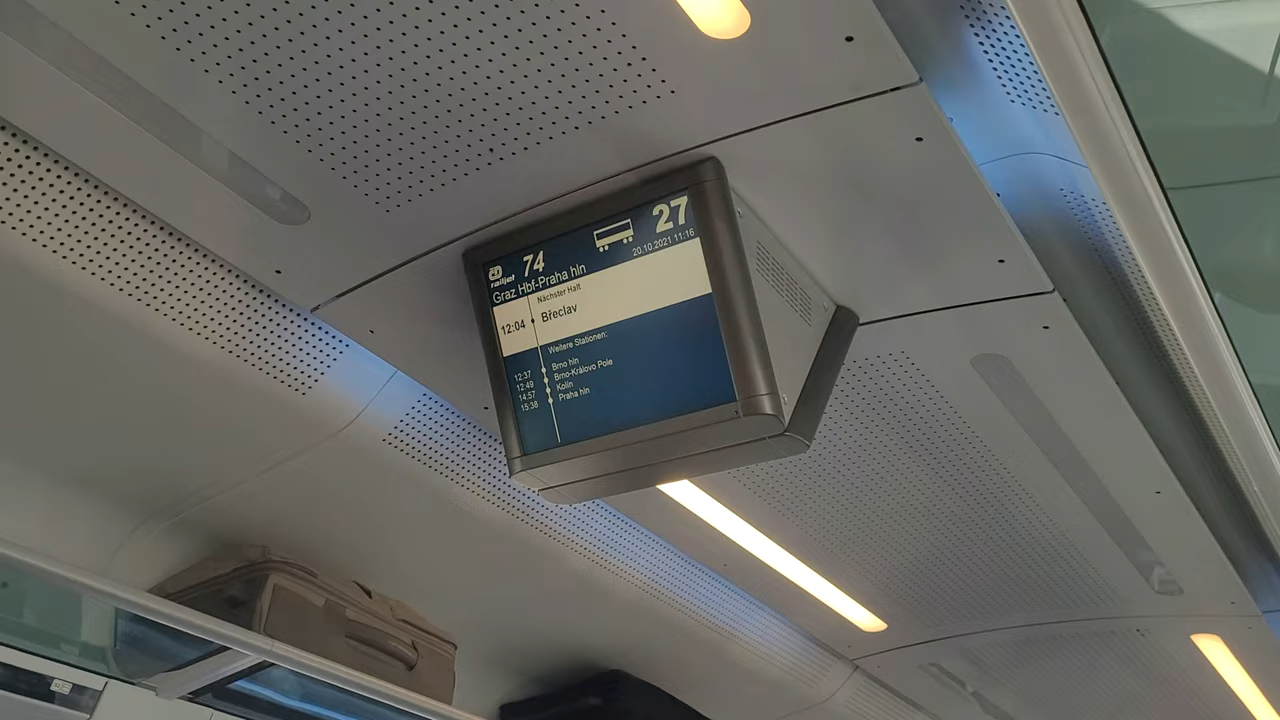 railjet 74 27
Graz Hbf-Praha hln 20.10.2021 11:16
Nächster Halt
12:04 Břeclav
Weitere Stationen:
12:37 Brno hln
12:49 Brno-Královo Pole
14:57 Kolín
15:38 Praha hln